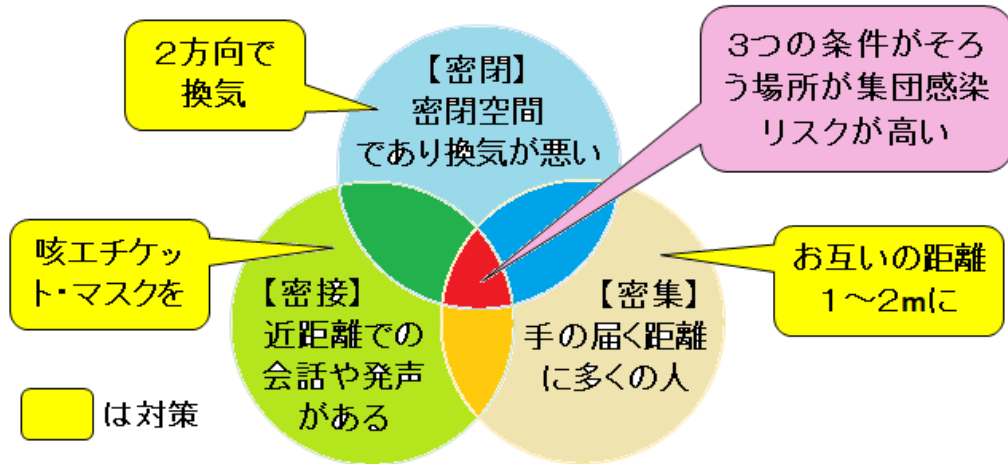 2方向で
換気
【密閉】
密閉空間
であり換気が悪い
3つの条件がそろ
う場所が集団感染
リスクが高い
咳エチケッ
ト・マスクを
【密接】
近距離での
会話や発声
がある
【密集】
手の届く距離
に多くの人
お互いの距離
1~2mに
は対策